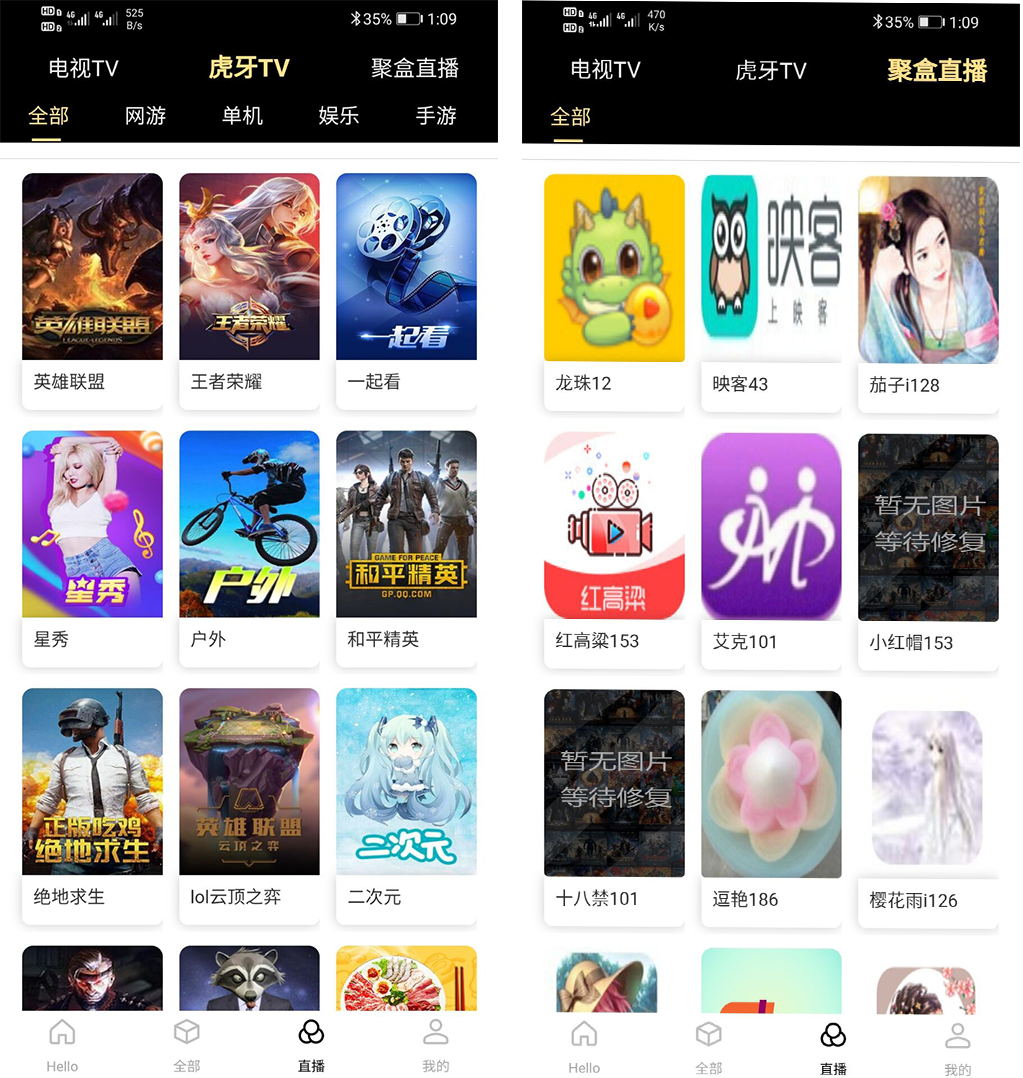 HD 1 4G 4G 525
HD 2 B/s
35% 1:09
电视TV 虎牙TV 聚盒直播
全部 网游 单机 娱乐 手游
英雄联盟
LEAGUE LEGENDS
王者荣耀
一起看
英雄联盟 王者荣耀 一起看
星秀
户外
GAME FOR PEACE
和平精英
GP.QQ.COM
星秀 户外 和平精英
正版吃鸡
绝地求生
英雄联盟
云顶之弈
二次元
绝地求生 lol云顶之弈 二次元
Hello 全部 直播 我的
HD 1 4G 4G 470
HD 2 K/s
35% 1:09
电视TV 虎牙TV 聚盒直播
全部
映客
上映客
龙珠12 映客43 茄子i128
红高粱
暂无图片
等待修复
红高粱153 艾克101 小红帽153
暂无图片
等待修复
十八禁101 逗艳186 樱花雨i126
Hello 全部 直播 我的